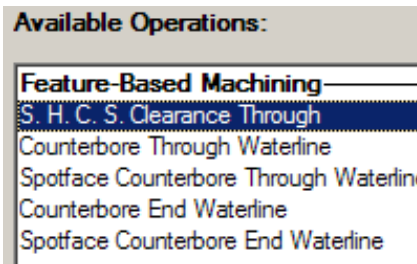 Available Operations:
Feature-Based Machining
S. H. C. S. Clearance Through
Counterbore Through Waterline
Spotface Counterbore Through Waterline
Counterbore End Waterline
Spotface Counterbore End Waterline